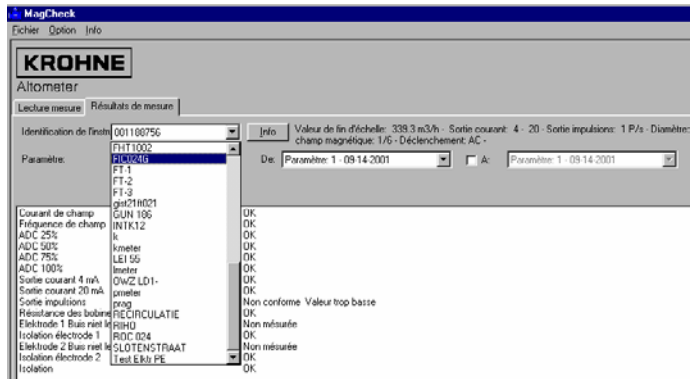 MagCheck
Fichier Option Info
KROHNE
Altometer
Lecture mesure Résultats de mesure
Identification de l'instr 001180756 Info Valeur de fin d'échelle: 339.3 m3/h - Sortie courant: 4 - 20 - Sortie impulsions: 1 P/s - Diamètre:
champ magnétique: 1/6 - Déclenchement: AC -
Paramètre: De: Paramètre: 1 - 09-14-2001 A: Paramètre: 1 - 09-14-2001
FHT1002
FIC024G
FT-1
FT-2
FT-3
gist21ft021
GUN 186
INTK12
k
kmeter
LEI 55
lmeter
OWZ LD1-
pmeter
prag
RECIRCULATIE
RIHO
ROC 024
SLOTENSTRAAT
Test Elktr PE
Courant de champ OK
Fréquence de champ OK
ADC 25% OK
ADC 50% OK
ADC 75% OK
ADC 100% OK
Sortie courant 4 mA OK
Sortie courant 20 mA OK
Sortie impulsions Non conforme Valeur trop basse
Résistance des bobine OK
Elektrode 1 Buis niet le Non mésurée
Isolation électrode 1 OK
Elektrode 2 Buis niet le Non mésurée
Isolation électrode 2 OK
Isolation OK